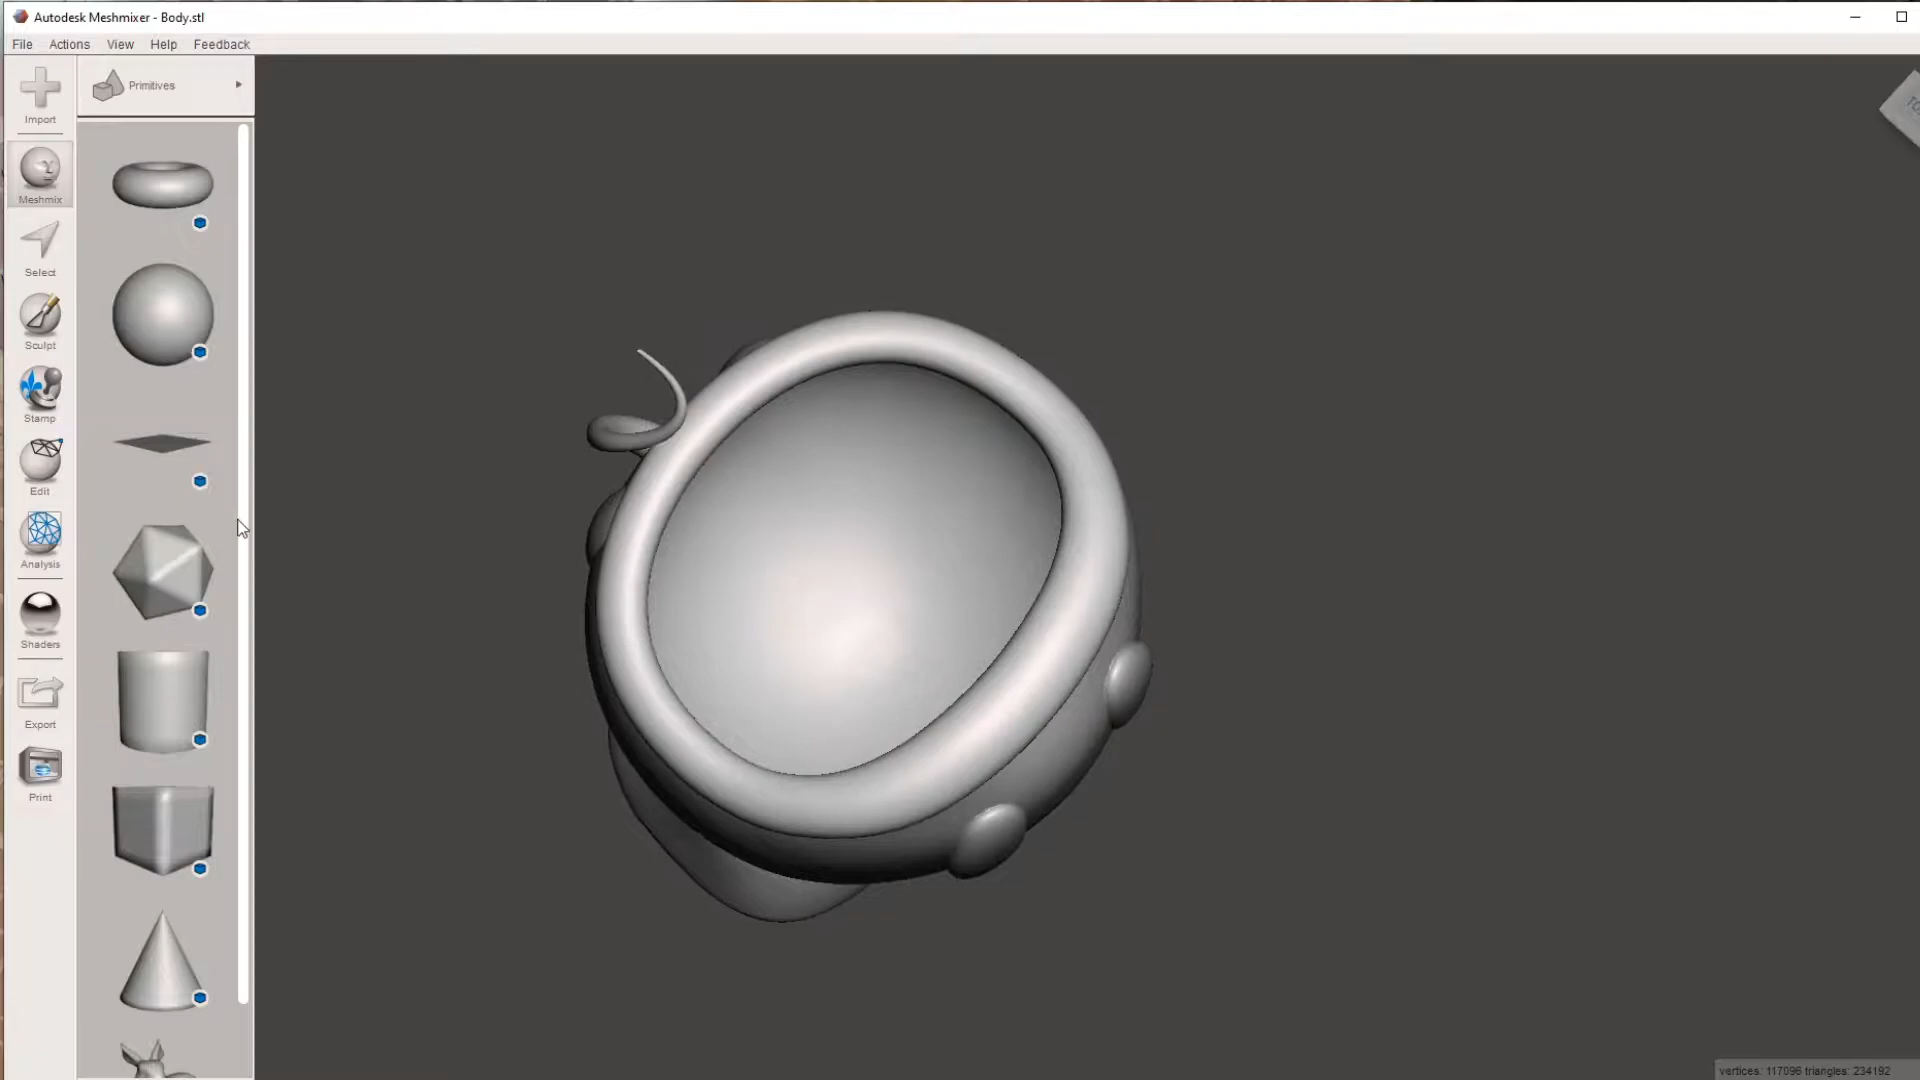 Autodesk Meshmixer - Body.stl
File Actions View Help Feedback
Primitives
Import
Meshmix
Select
Sculpt
Stamp
Edit
Analysis
Shaders
Export
Print
vertices: 117096 triangles: 234192